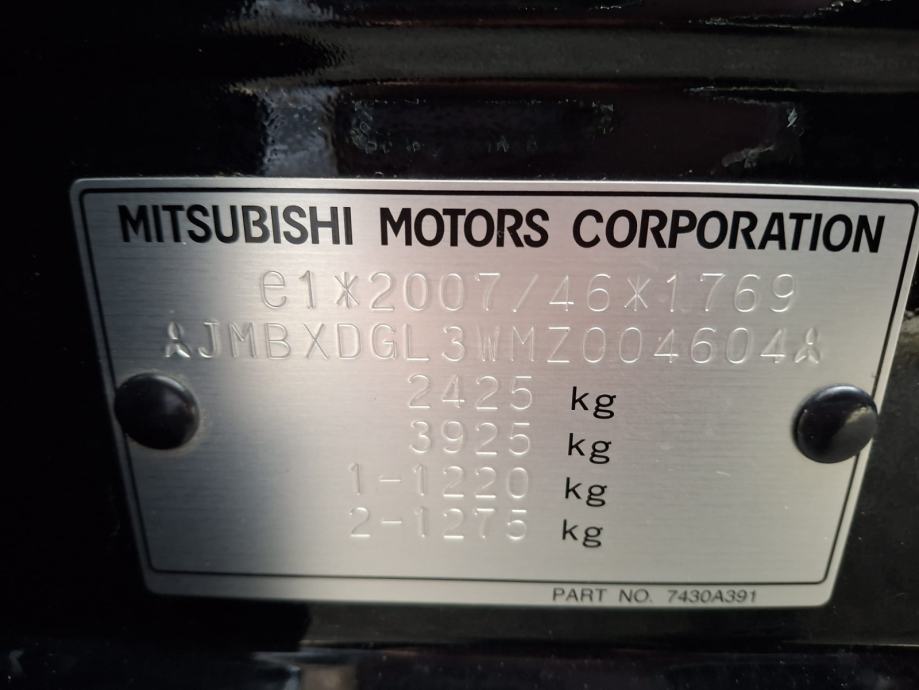 MITSUBISHI MOTORS CORPORATION
e1*2007/46*1769
JMBXDGL3WMZ004604
2425 kg
3925 kg
1-1220 kg
2-1275 kg
PART NO. 7430A391